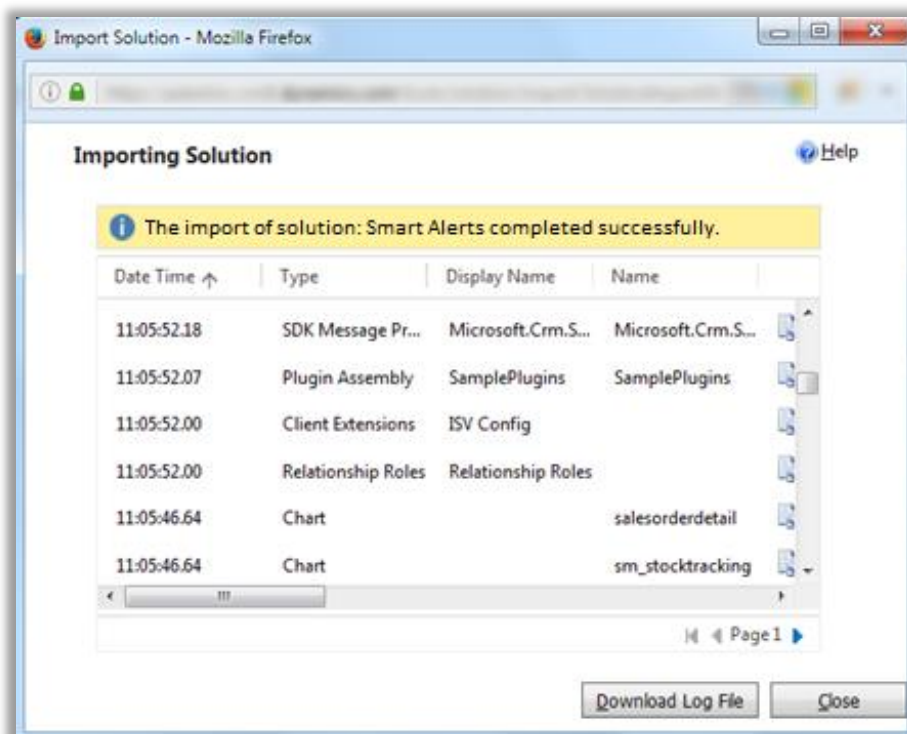 Import Solution - Mozilla Firefox
Importing Solution
Help
The import of solution: Smart Alerts completed successfully.
Date Time Type Display Name Name
11:05:52.18 SDK Message Pr... Microsoft.Crm.S... Microsoft.Crm.S...
11:05:52.07 Plugin Assembly SamplePlugins SamplePlugins
11:05:52.00 Client Extensions ISV Config
11:05:52.00 Relationship Roles Relationship Roles
11:05:46.64 Chart salesorderdetail
11:05:46.64 Chart sm_stocktracking
Page 1
Download Log File Close